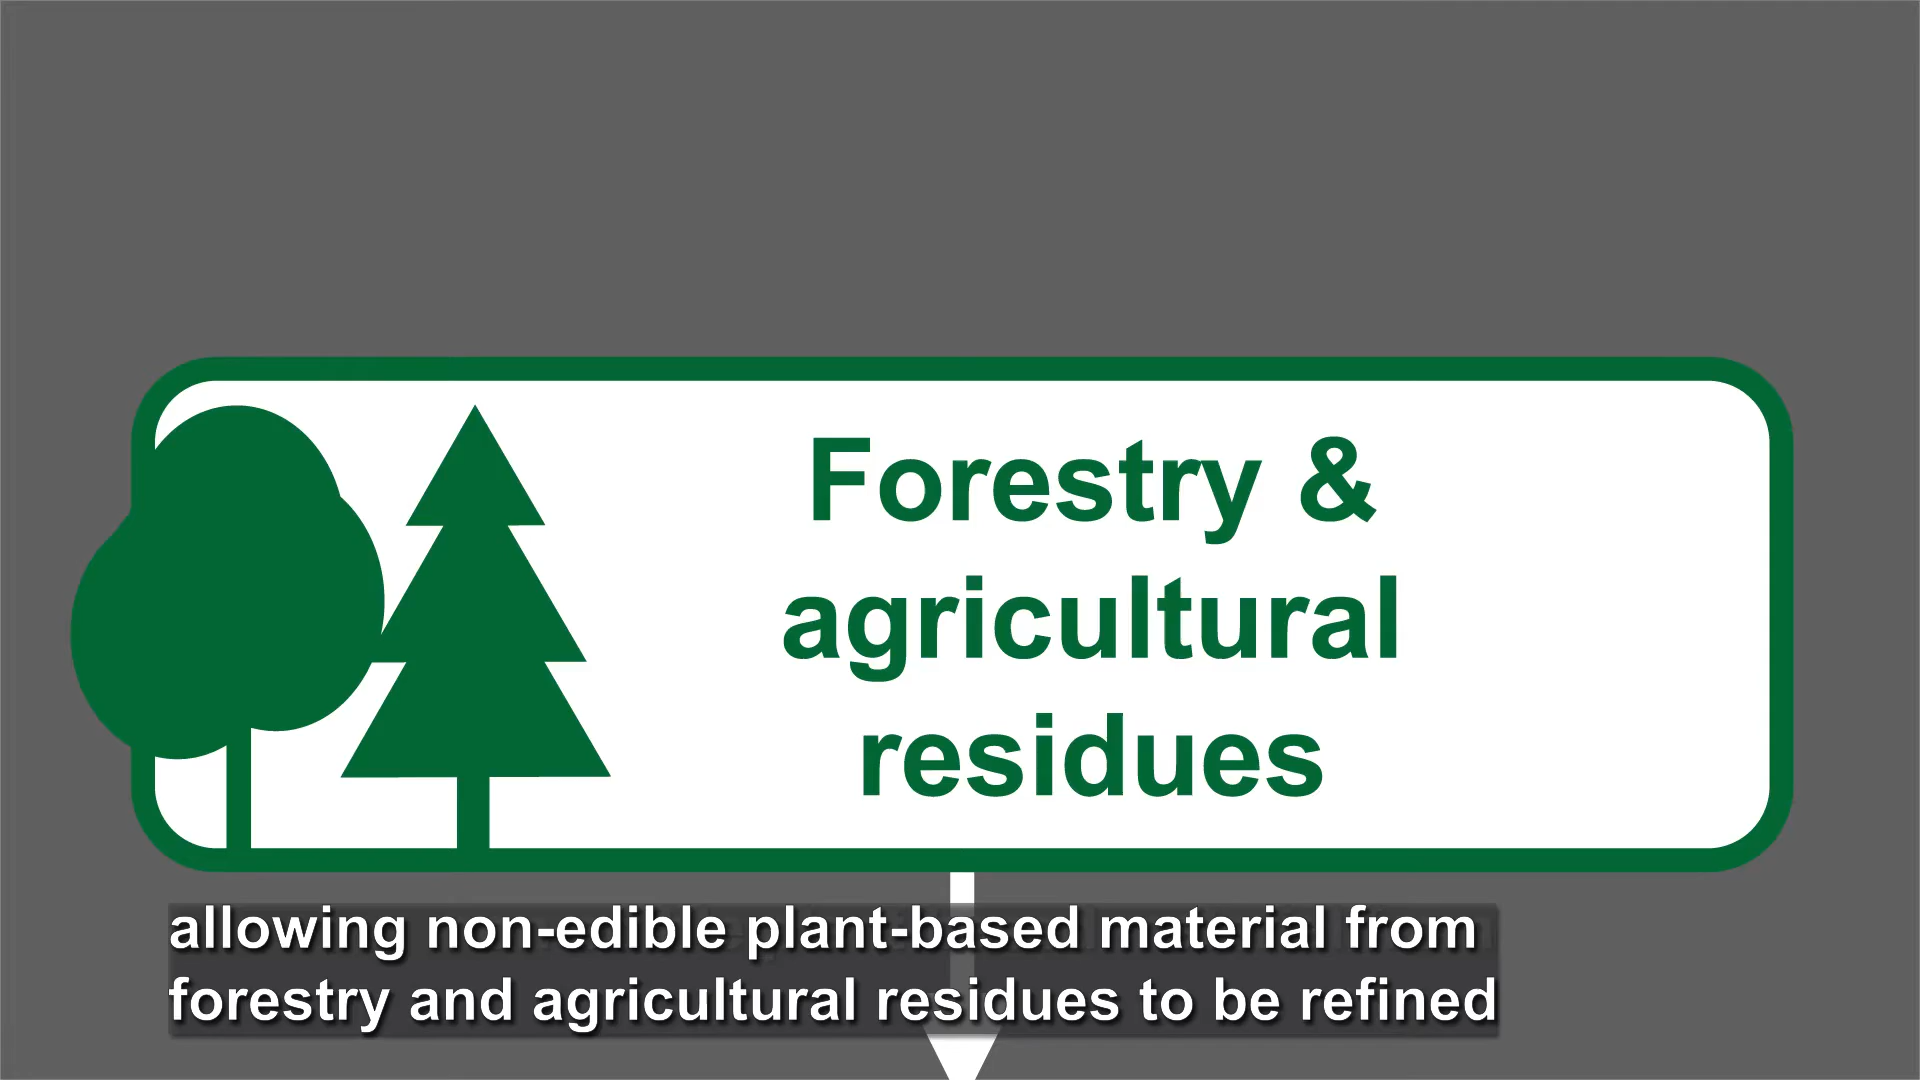 Forestry &
agricultural
residues
allowing non-edible plant-based material from
forestry and agricultural residues to be refined